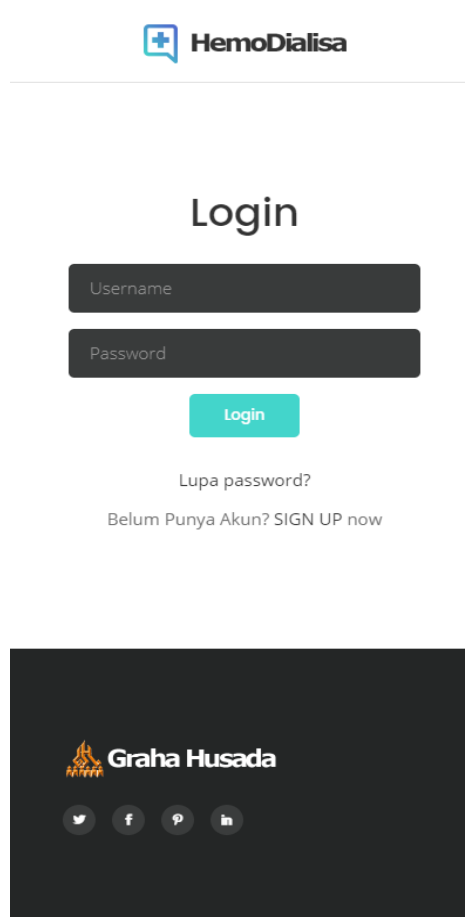 HemoDialisa
Login
Username
Password
Login
Lupa password?
Belum Punya Akun? SIGN UP now
Graha Husada